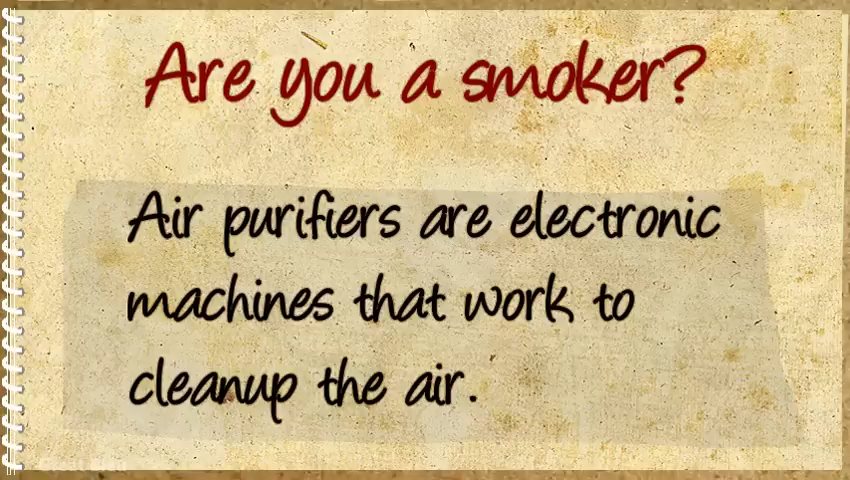 Are you a smoker?
Air purifiers are electronic
machines that work to
cleanup the air.